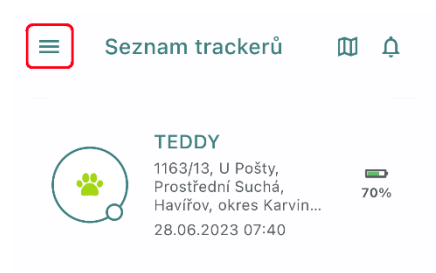 Seznam trackerů
TEDDY
1163/13, U Pošty,
Prostřední Suchá,
Havířov, okres Karvin...
28.06.2023 07:40
70%